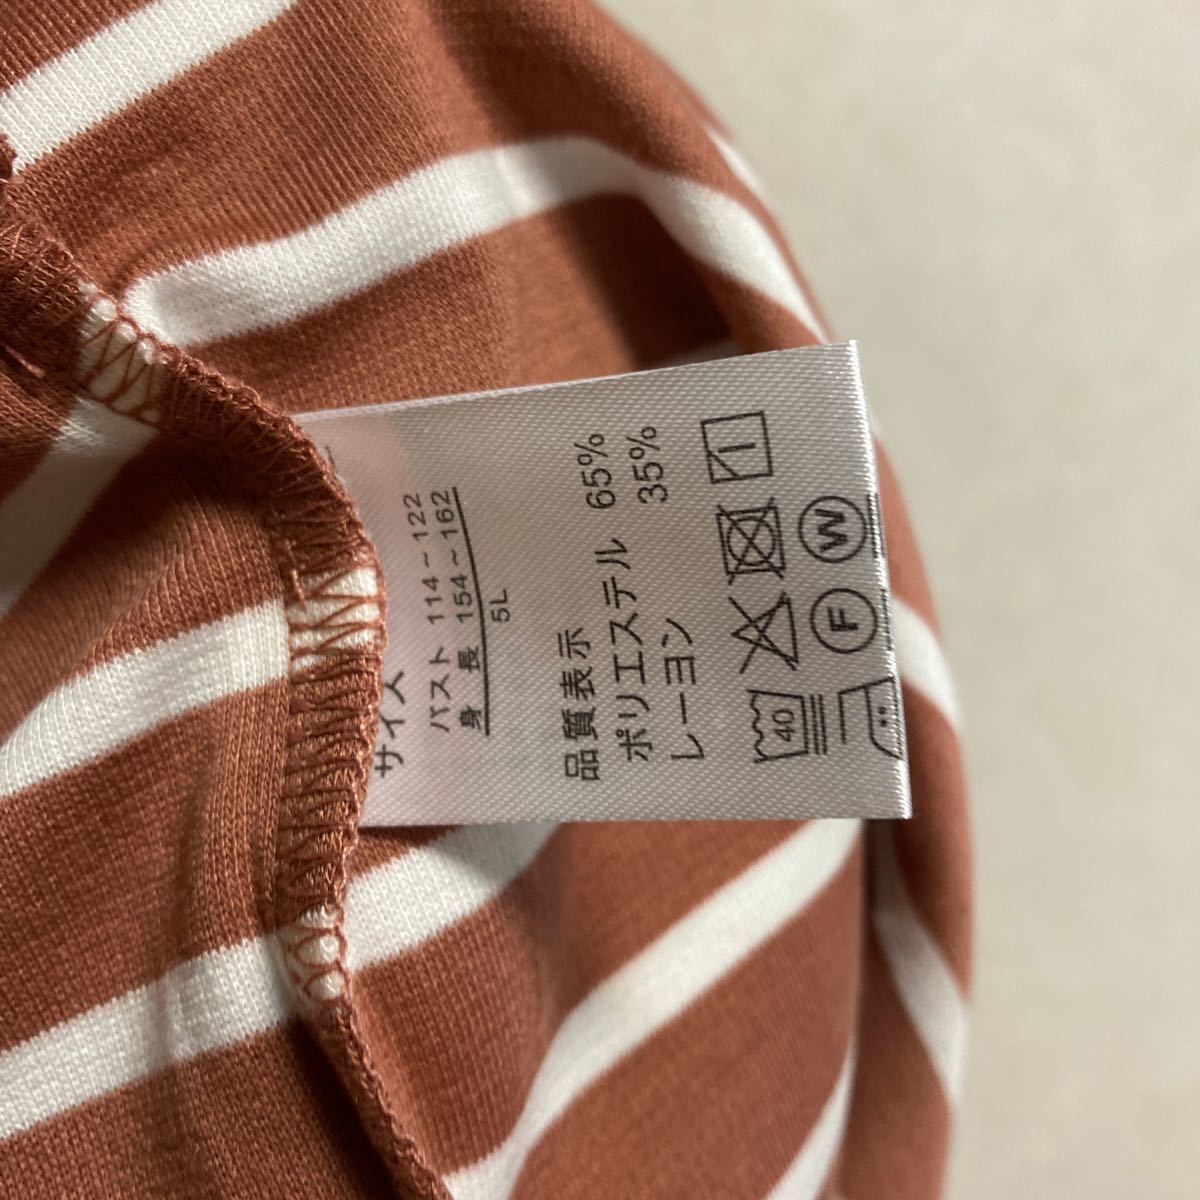 サイズ
バスト 114～122
身 長 154～162
5L
品質表示
ポリエステル 65%
レーヨン 35%
40
F W